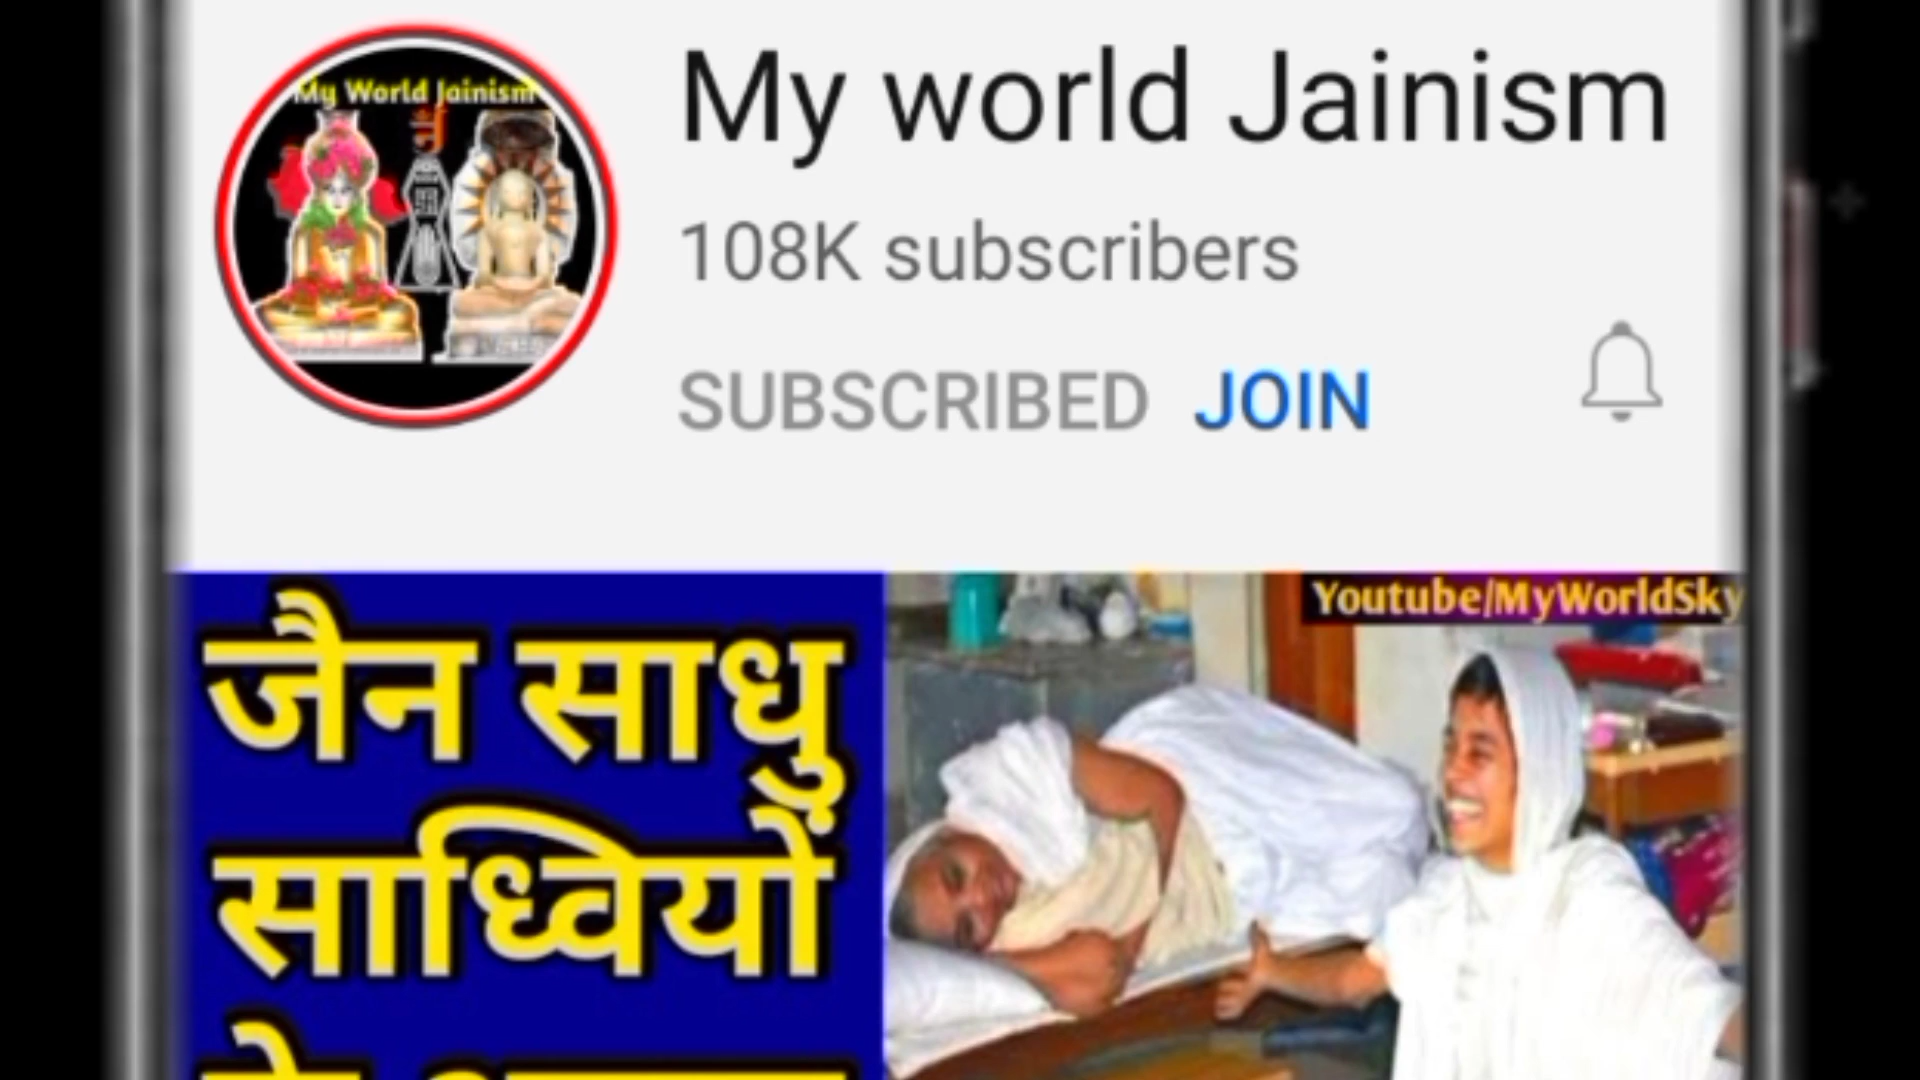 My World Jainism
My world Jainism
108K subscribers
SUBSCRIBED JOIN
Youtube/MyWorldSky
जैन साधु
साध्वियों